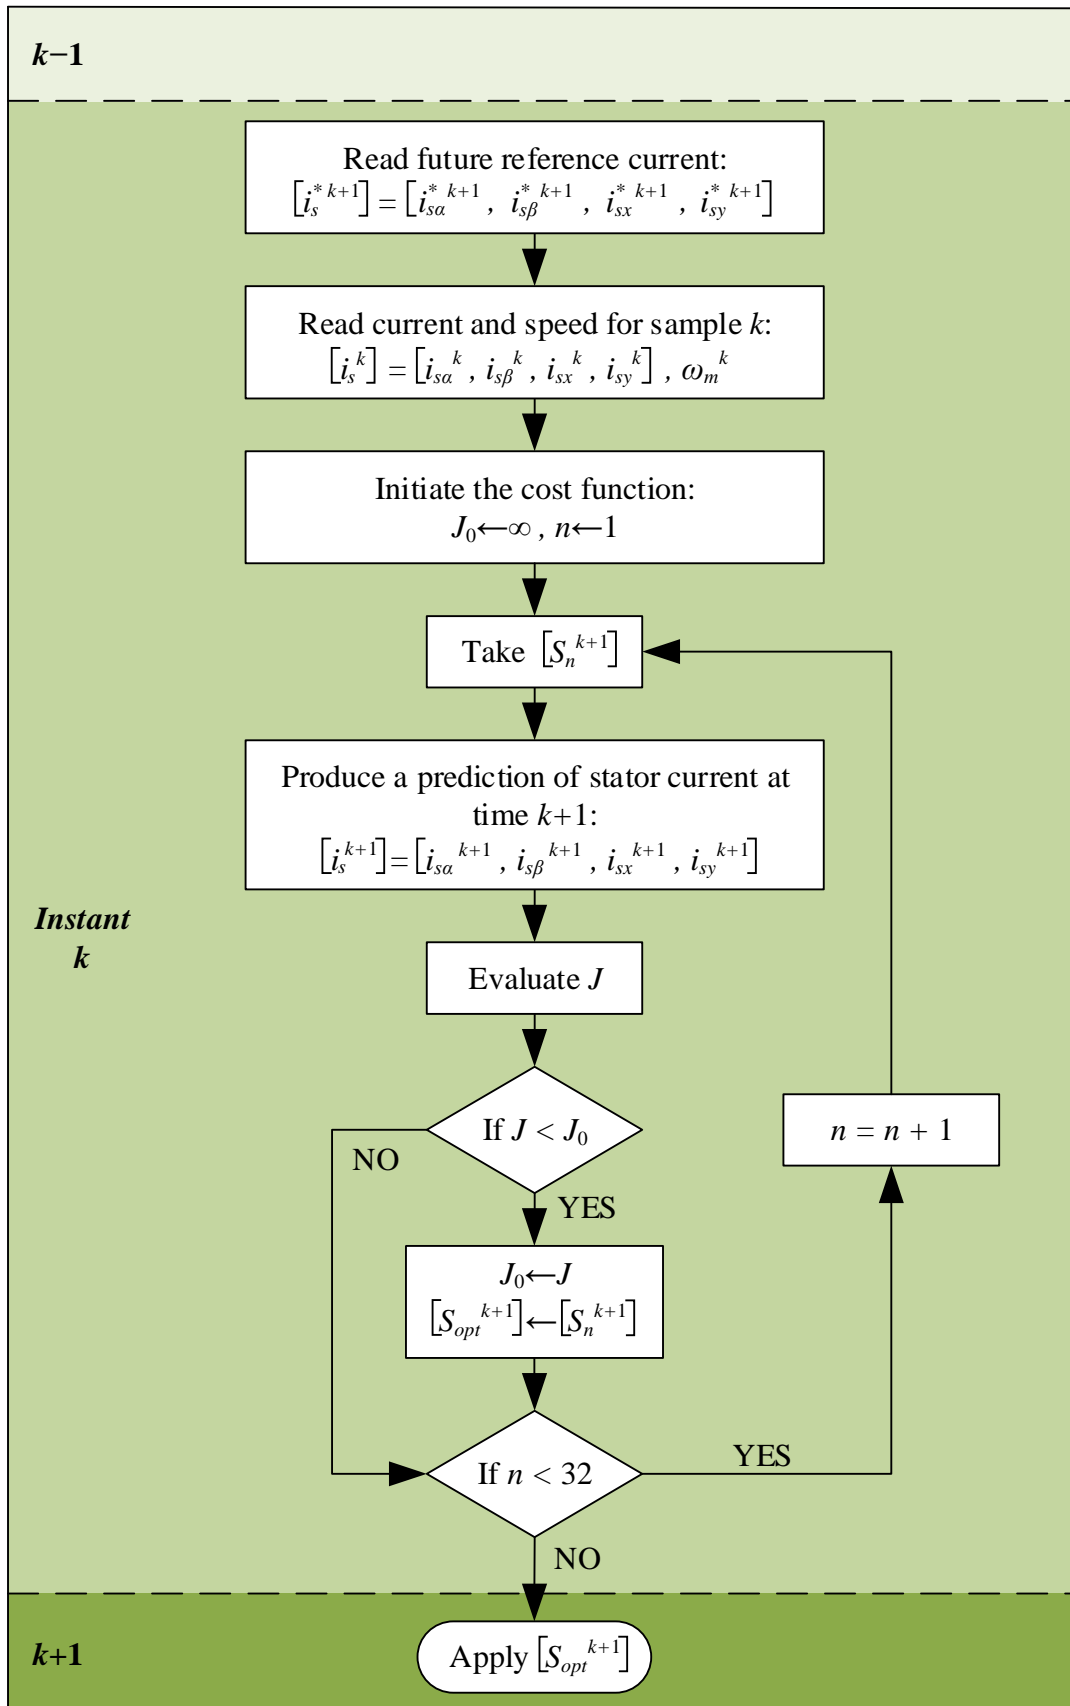 k−1
Read future reference current:
[i_s^{* k+1}] = [i_{sα}^{* k+1} , i_{sβ}^{* k+1} , i_{sx}^{* k+1} , i_{sy}^{* k+1}]
Read current and speed for sample k:
[i_s^k] = [i_{sα}^k , i_{sβ}^k , i_{sx}^k , i_{sy}^k] , ω_m^k
Initiate the cost function:
J_0←∞ , n←1
Take [S_n^{k+1}]
Produce a prediction of stator current at
time k+1:
[i_s^{k+1}]=[i_{sα}^{k+1} , i_{sβ}^{k+1} , i_{sx}^{k+1} , i_{sy}^{k+1}]
Instant
k
Evaluate J
If J < J_0
n = n + 1
NO
YES
J_0←J
[S_{opt}^{k+1}]←[S_n^{k+1}]
If n < 32
YES
NO
k+1
Apply [S_{opt}^{k+1}]